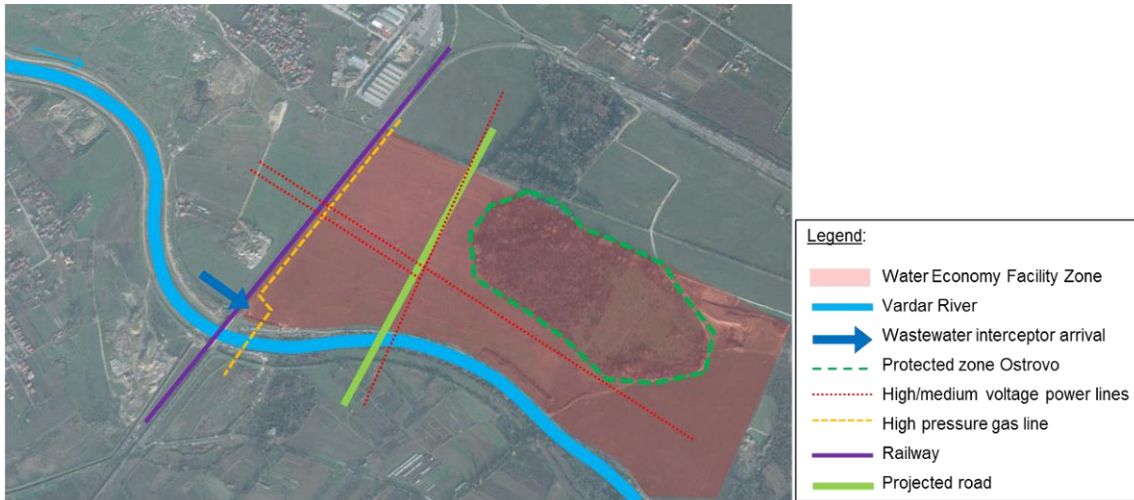 Legend:
Water Economy Facility Zone
Vardar River
Wastewater interceptor arrival
Protected zone Ostrovo
High/medium voltage power lines
High pressure gas line
Railway
Projected road